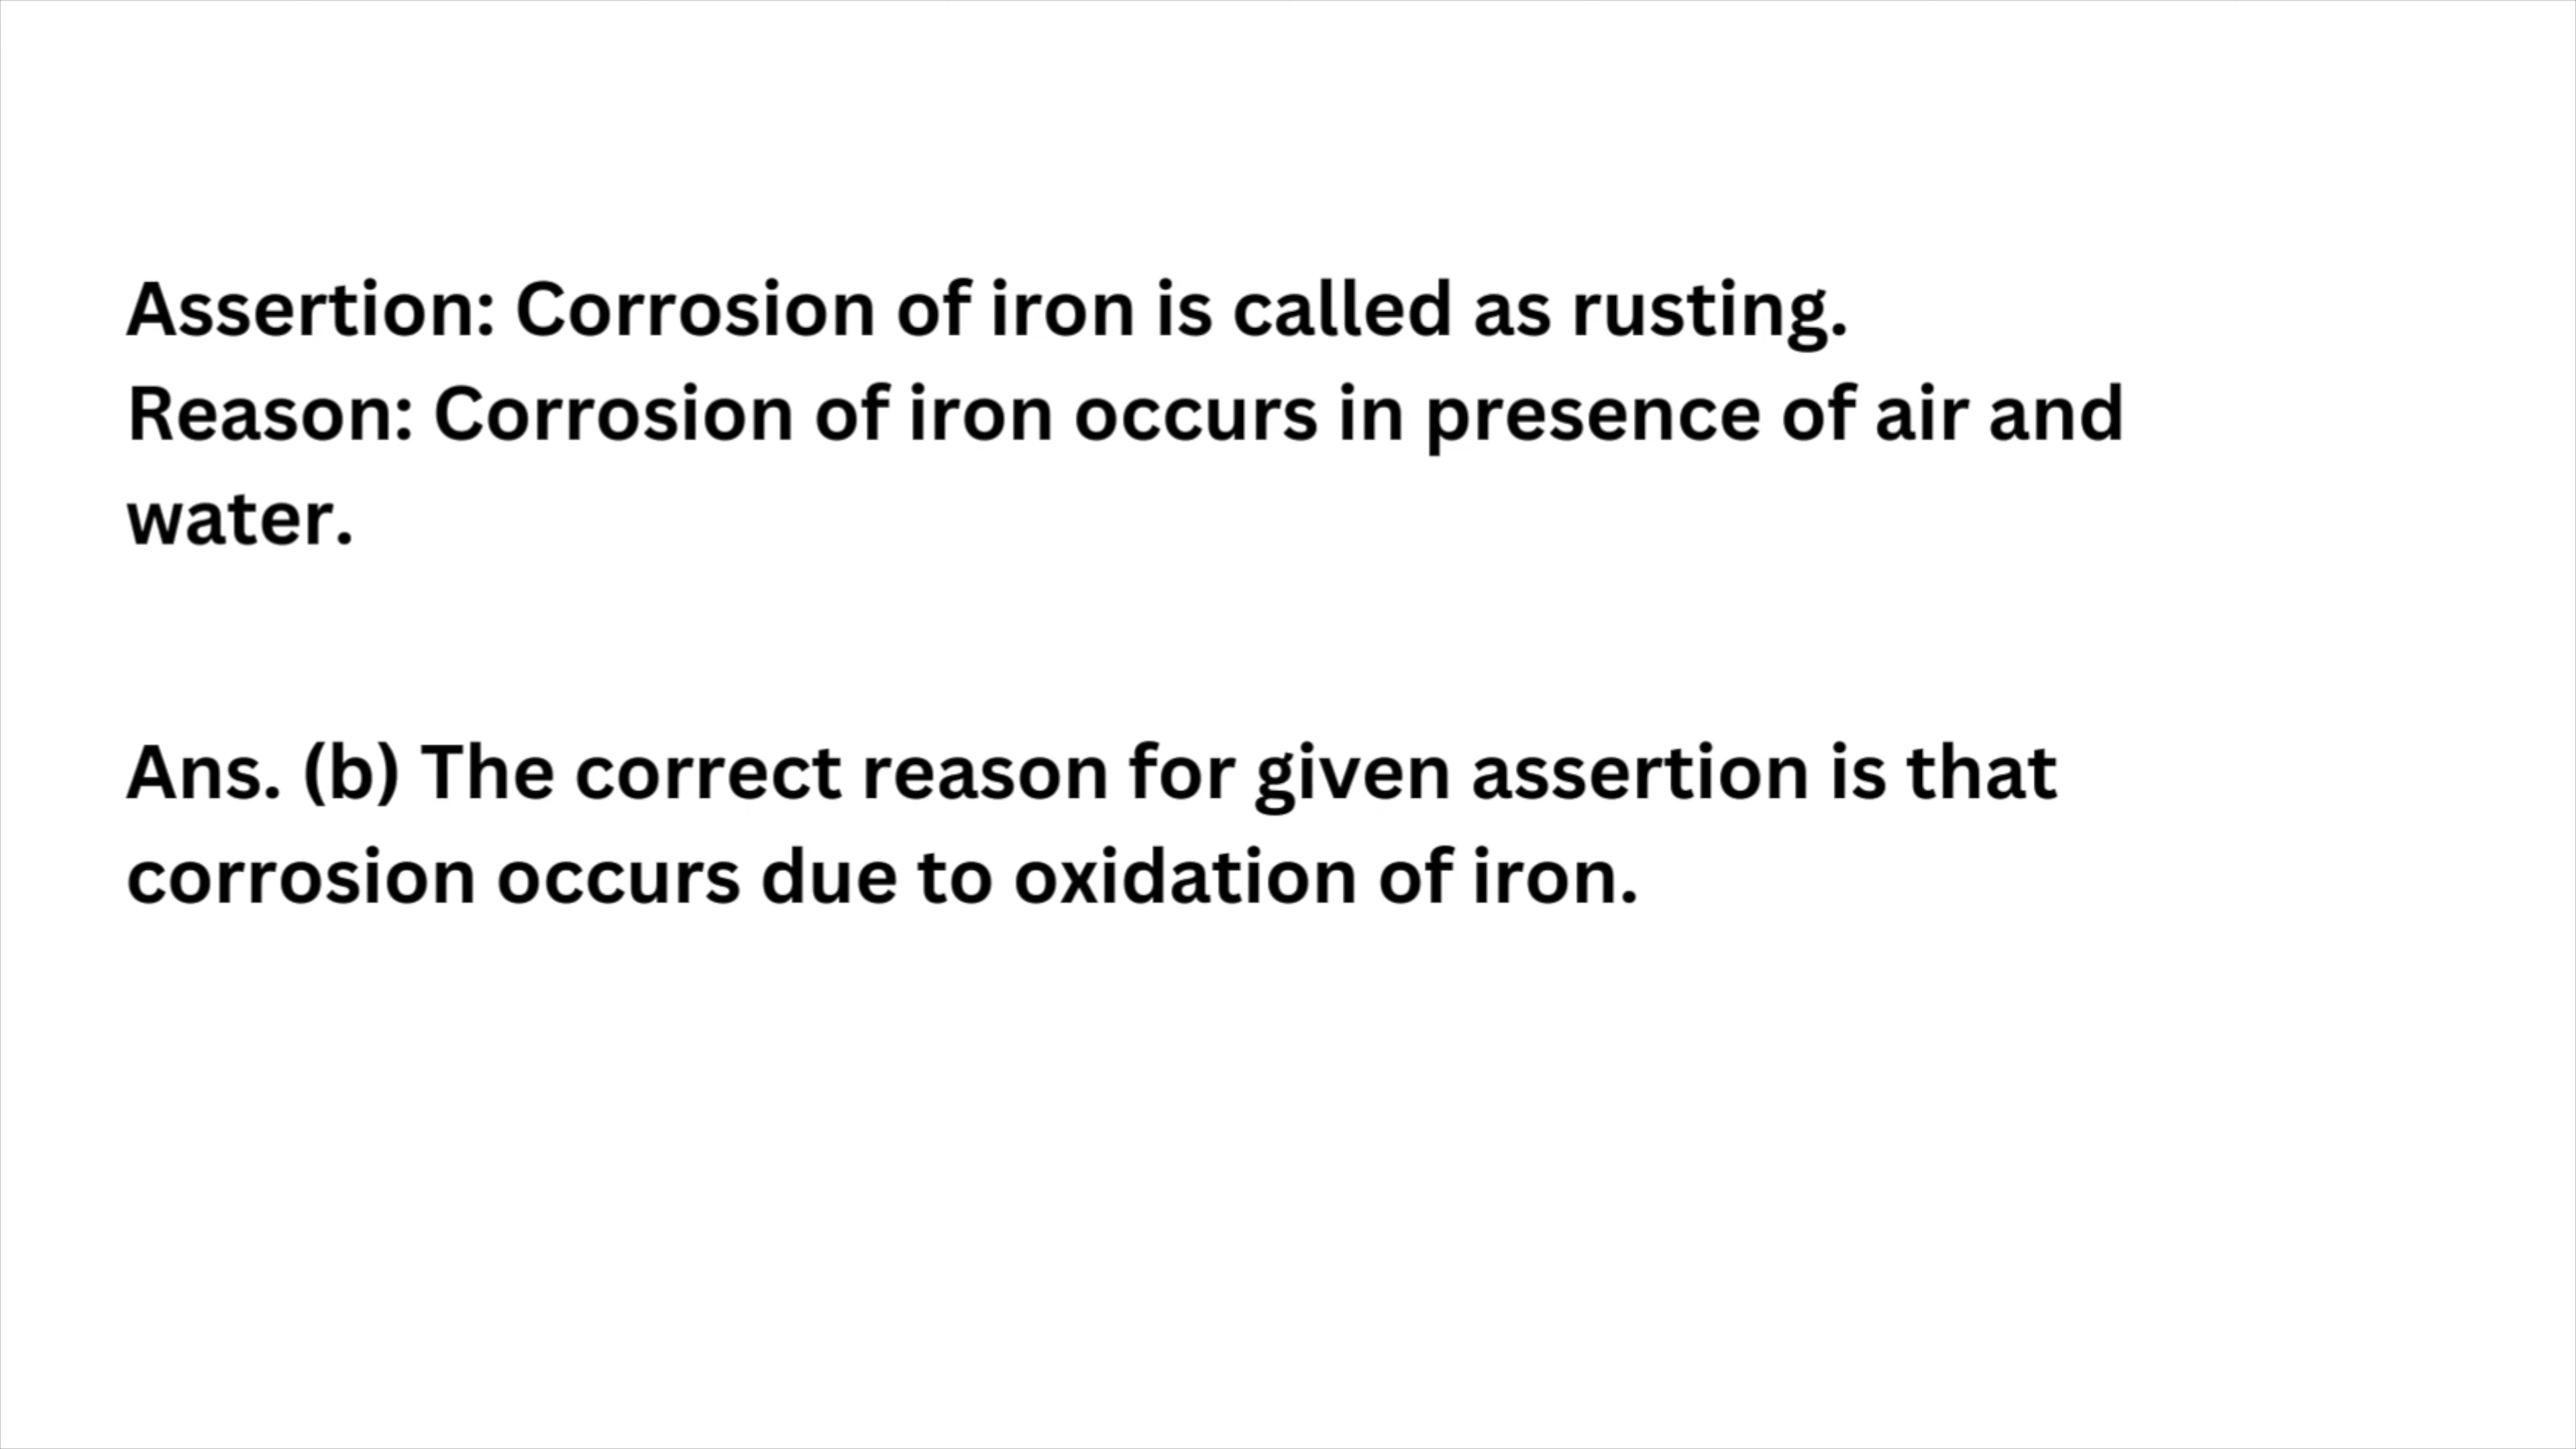 Assertion: Corrosion of iron is called as rusting.
Reason: Corrosion of iron occurs in presence of air and
water.
Ans. (b) The correct reason for given assertion is that
corrosion occurs due to oxidation of iron.